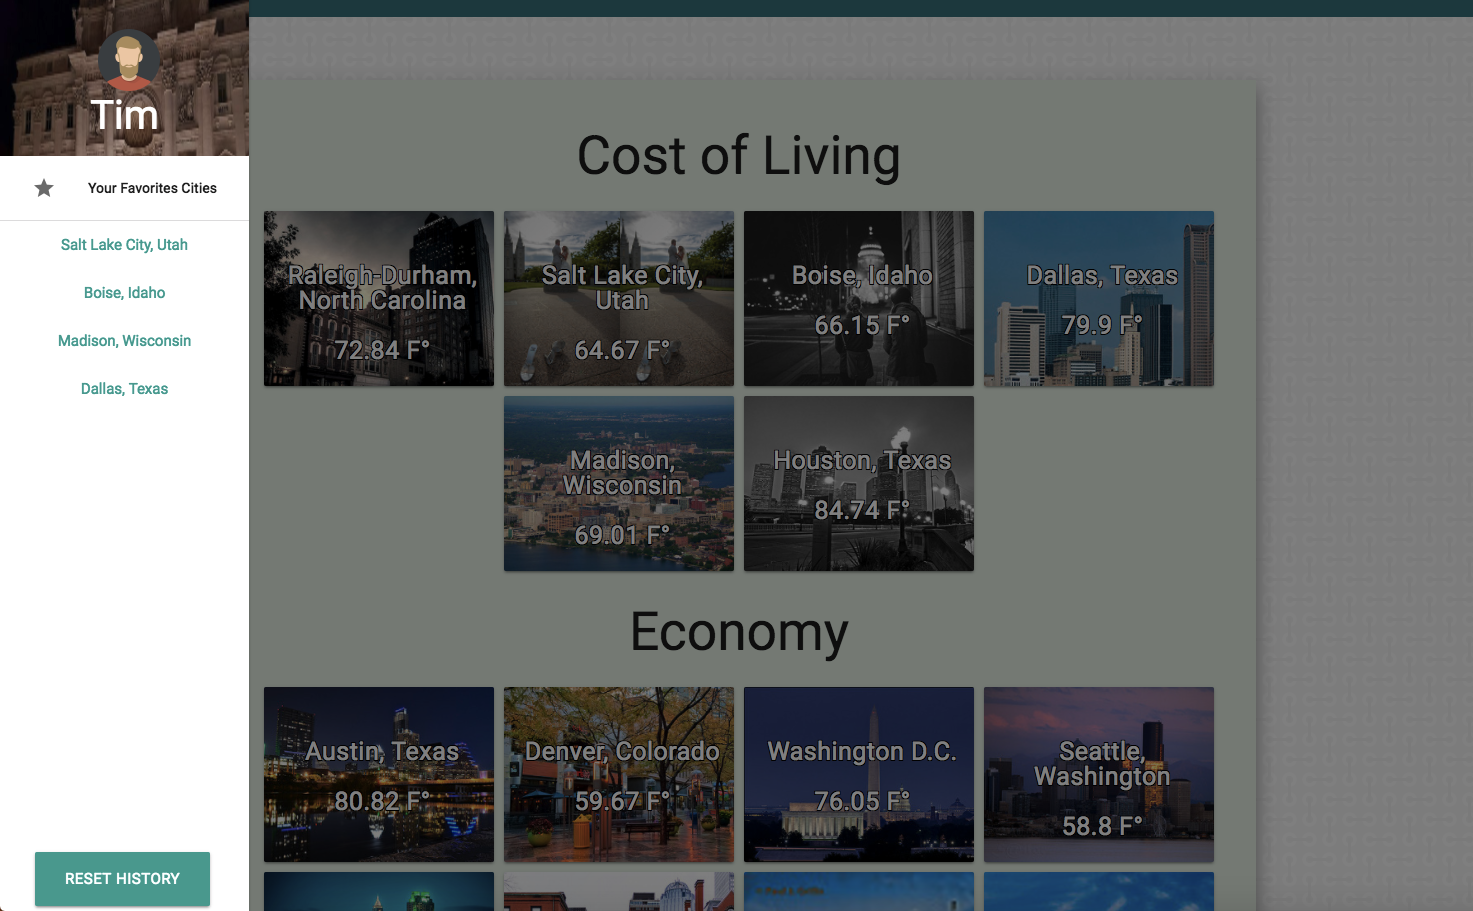 Tim
Your Favorites Cities
Salt Lake City, Utah
Boise, Idaho
Madison, Wisconsin
Dallas, Texas
RESET HISTORY
Cost of Living
Raleigh-Durham,
North Carolina
72.84 F°
Salt Lake City,
Utah
64.67 F°
Boise, Idaho
66.15 F°
Dallas, Texas
79.9 F°
Madison,
Wisconsin
69.01 F°
Houston, Texas
84.74 F°
Economy
Austin, Texas
80.82 F°
Denver, Colorado
59.67 F°
Washington D.C.
76.05 F°
Seattle,
Washington
58.8 F°